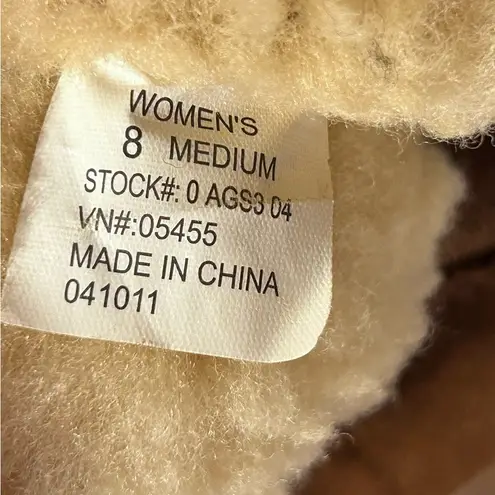 WOMEN'S
8 MEDIUM
STOCK#: 0 AGS3 04
VN#:05455
MADE IN CHINA
041011